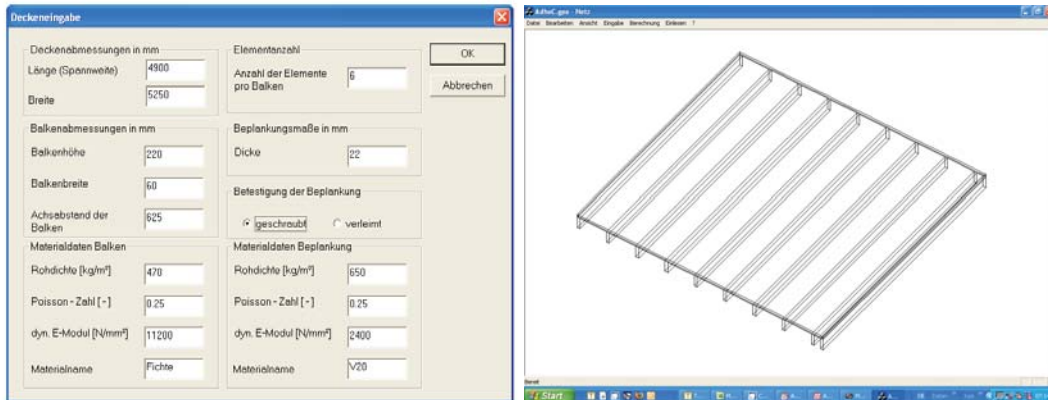 Deckeneingabe
Deckenabmessungen in mm
Länge (Spannweite) 4900
Breite 5250
Elementanzahl
Anzahl der Elemente
pro Balken 6
OK
Abbrechen
Balkenabmessungen in mm
Balkenhöhe 220
Balkenbreite 60
Achsabstand der
Balken 625
Beplankungsmaße in mm
Dicke 22
Befestigung der Beplankung
geschraubt verleimt
Materialdaten Balken
Rohdichte [kg/m³] 470
Poisson - Zahl [ - ] 0.25
dyn. E-Modul [N/mm²] 11200
Materialname Fichte
Materialdaten Beplankung
Rohdichte [kg/m³] 650
Poisson - Zahl [ - ] 0.25
dyn. E-Modul [N/mm²] 2400
Materialname V20
Netz
Datei Bearbeiten Ansicht Eingabe Berechnung Einlesen ?
Bereit
Start